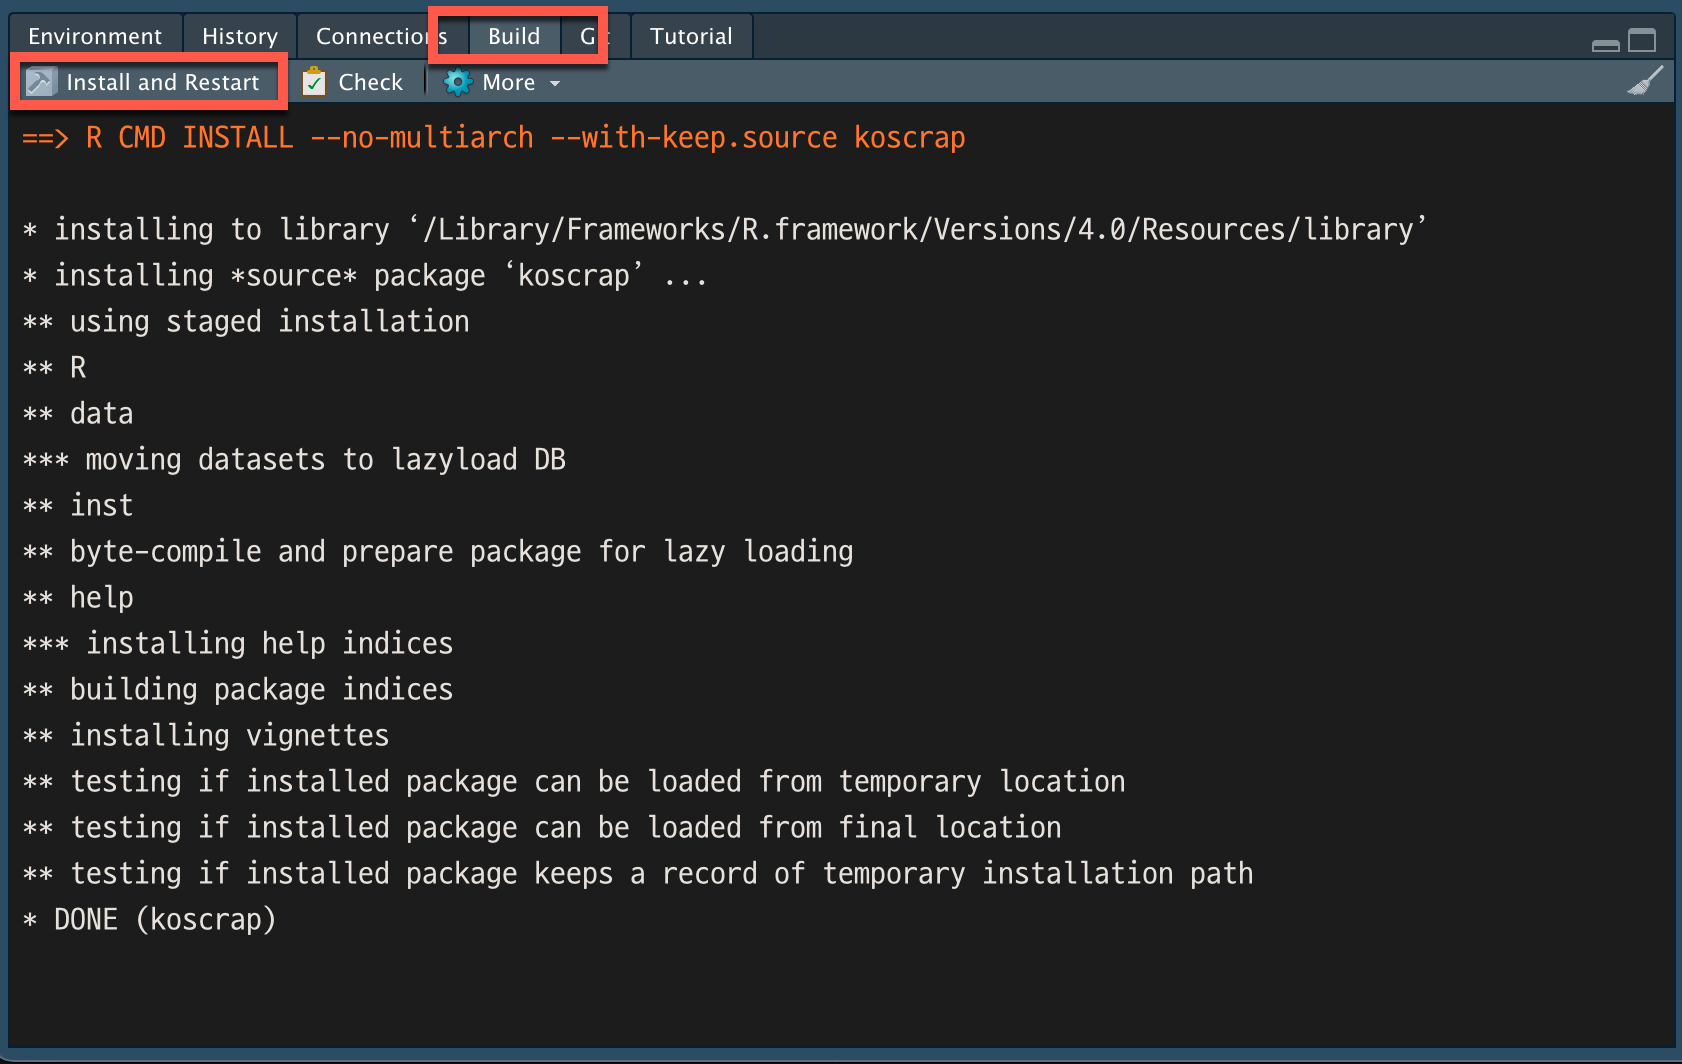 Environment History Connections Build Git Tutorial
Install and Restart Check More
==> R CMD INSTALL --no-multiarch --with-keep.source koscrap
* installing to library ‘/Library/Frameworks/R.framework/Versions/4.0/Resources/library’
* installing *source* package ‘koscrap’ ...
** using staged installation
** R
** data
*** moving datasets to lazyload DB
** inst
** byte-compile and prepare package for lazy loading
** help
*** installing help indices
** building package indices
** installing vignettes
** testing if installed package can be loaded from temporary location
** testing if installed package can be loaded from final location
** testing if installed package keeps a record of temporary installation path
* DONE (koscrap)